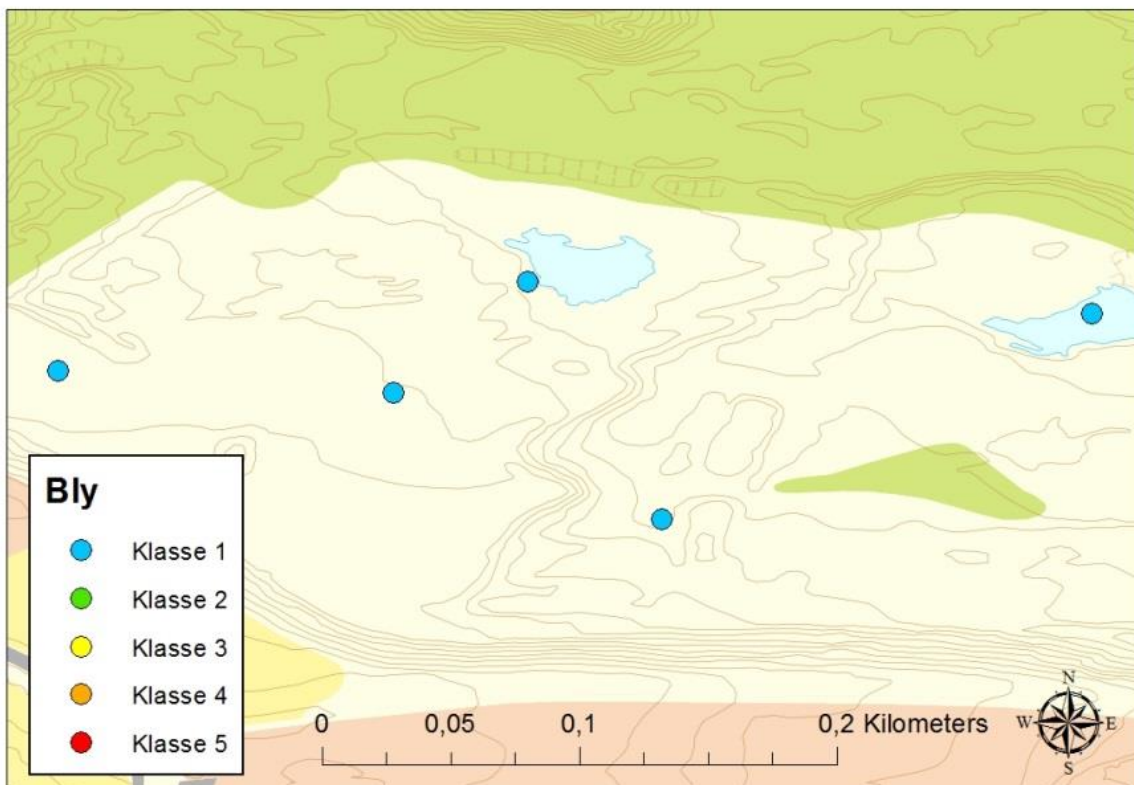 Bly
Klasse 1
Klasse 2
Klasse 3
Klasse 4
Klasse 5
0 0,05 0,1 0,2 Kilometers
N
W E
S